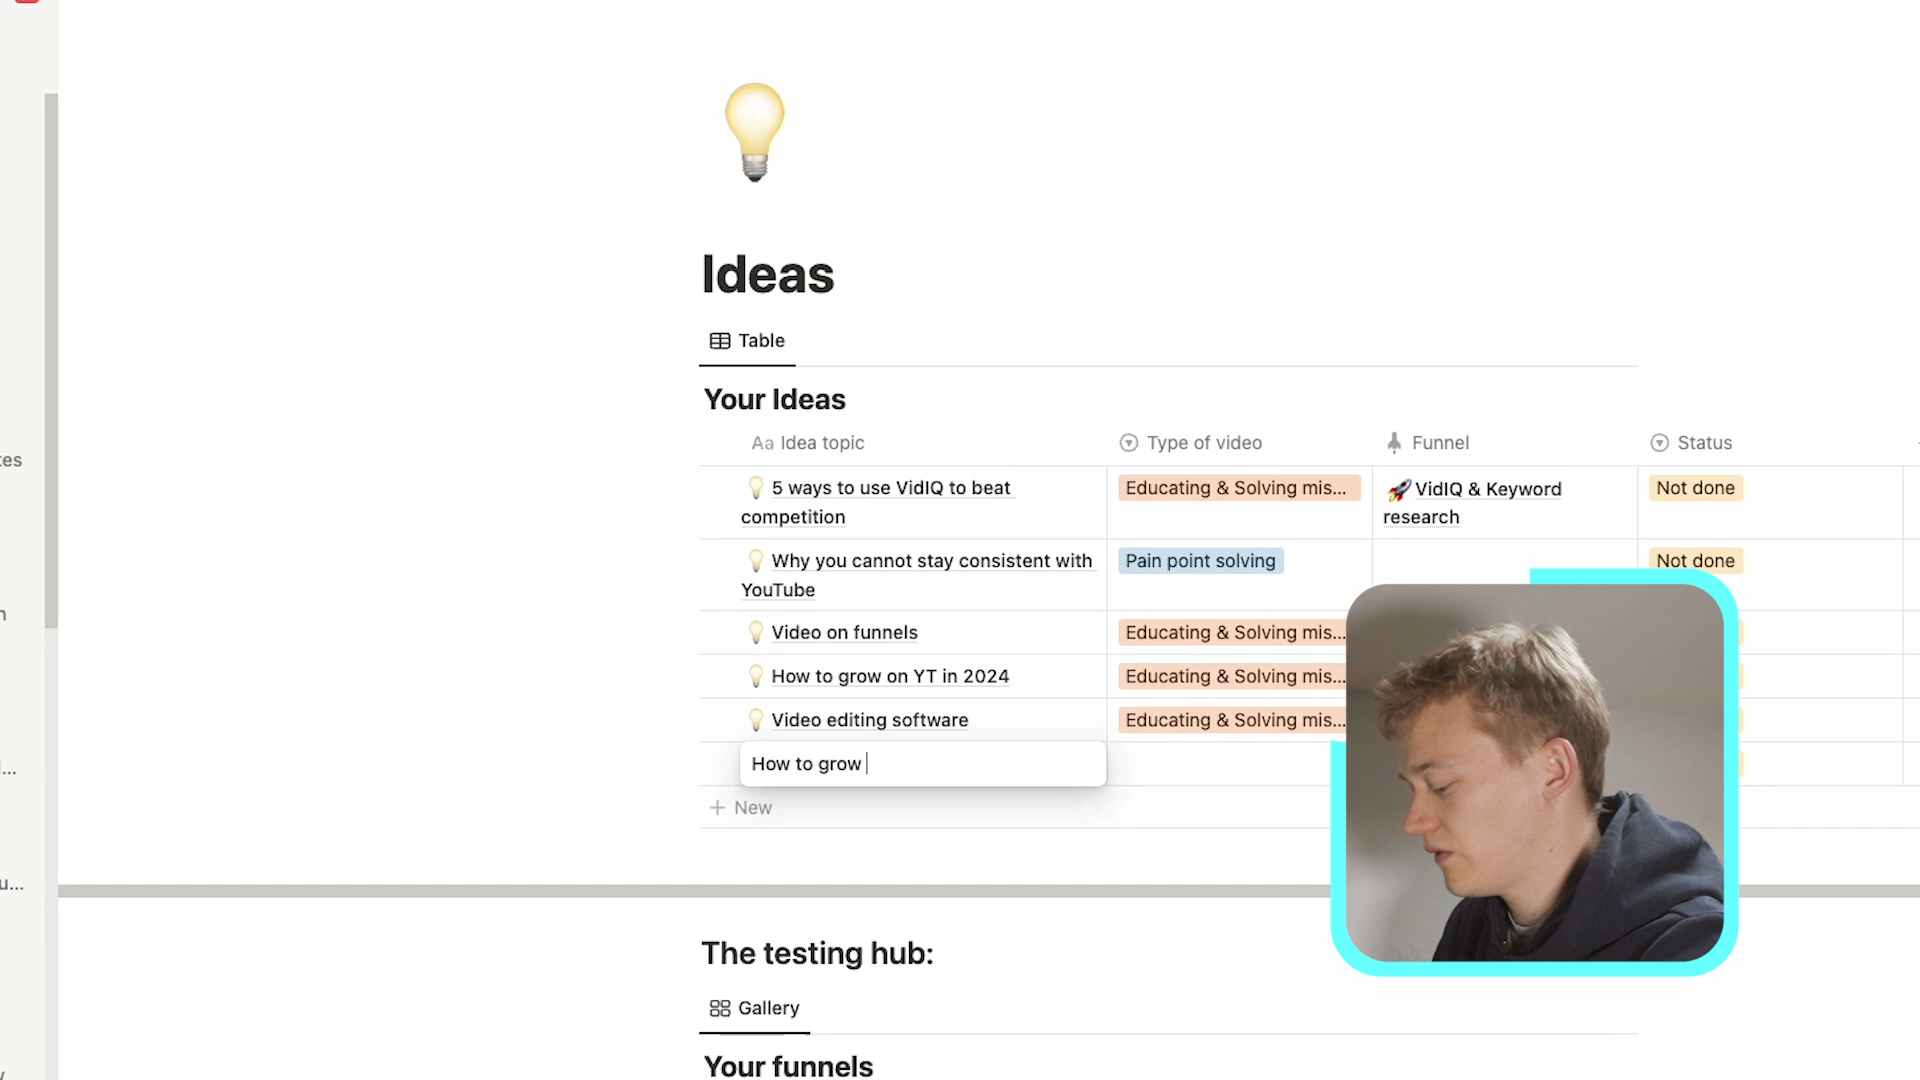 Ideas
Table
Your Ideas
Aa Idea topic
Type of video
Funnel
Status
5 ways to use VidIQ to beat
competition
Educating & Solving mis...
VidIQ & Keyword
research
Not done
Why you cannot stay consistent with
YouTube
Pain point solving
Not done
Video on funnels
Educating & Solving mis...
How to grow on YT in 2024
Educating & Solving mis...
Video editing software
Educating & Solving mis...
How to grow
New
The testing hub:
Gallery
Your funnels